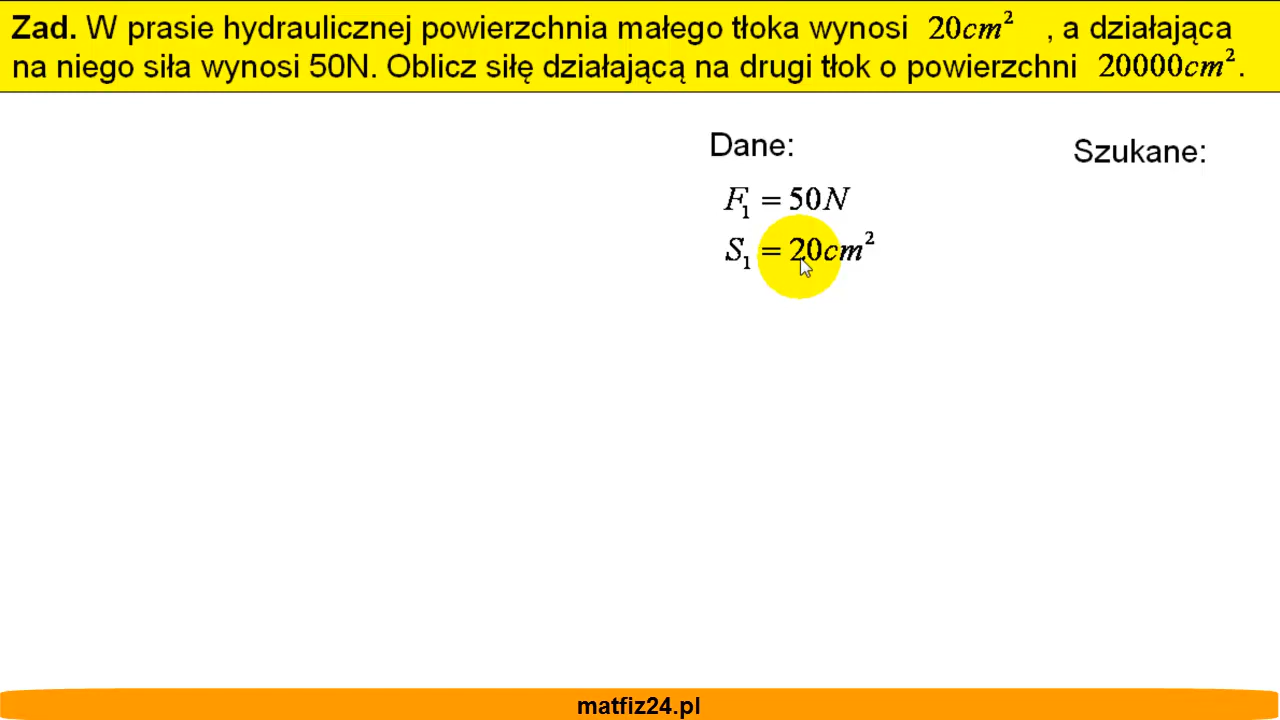 Zad. W prasie hydraulicznej powierzchnia małego tłoka wynosi 20cm² , a działająca
na niego siła wynosi 50N. Oblicz siłę działającą na drugi tłok o powierzchni 20000cm².
Dane:
Szukane:
F₁ = 50N
S₁ = 20cm²
matfiz24.pl